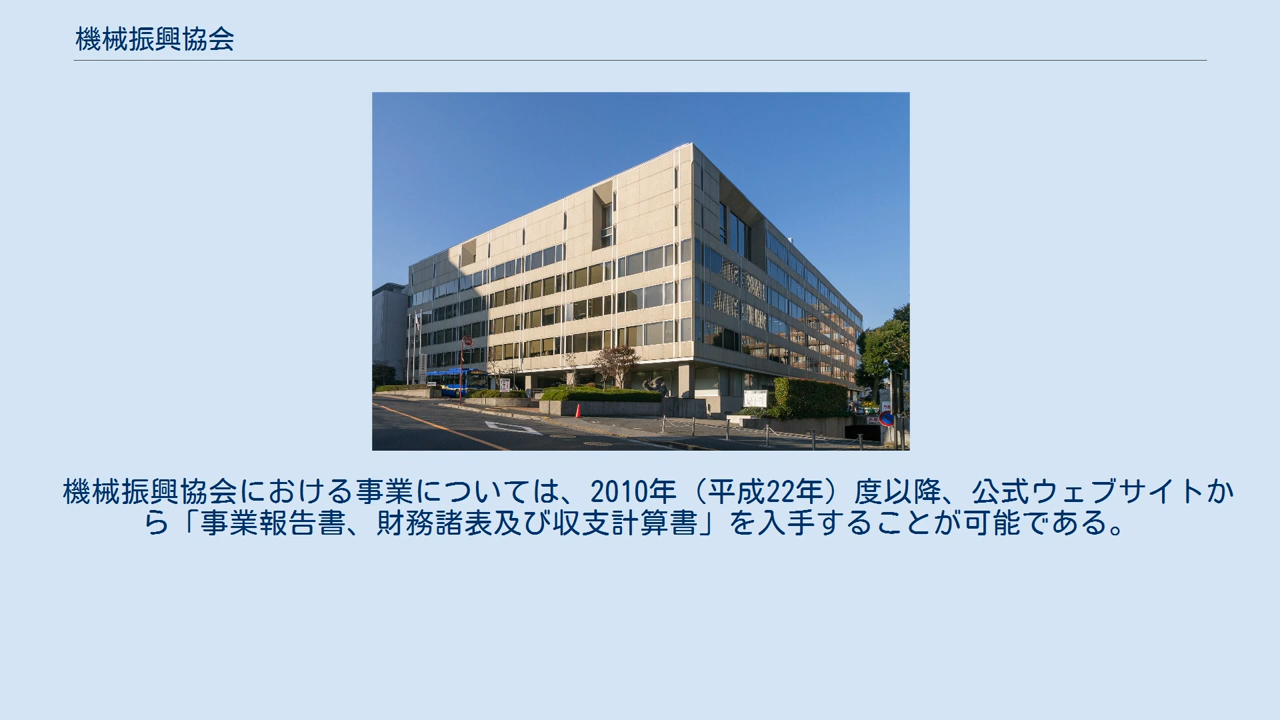 機械振興協会
機械振興協会における事業については、2010年（平成22年）度以降、公式ウェブサイトか
ら「事業報告書、財務諸表及び収支計算書」を入手することが可能である。